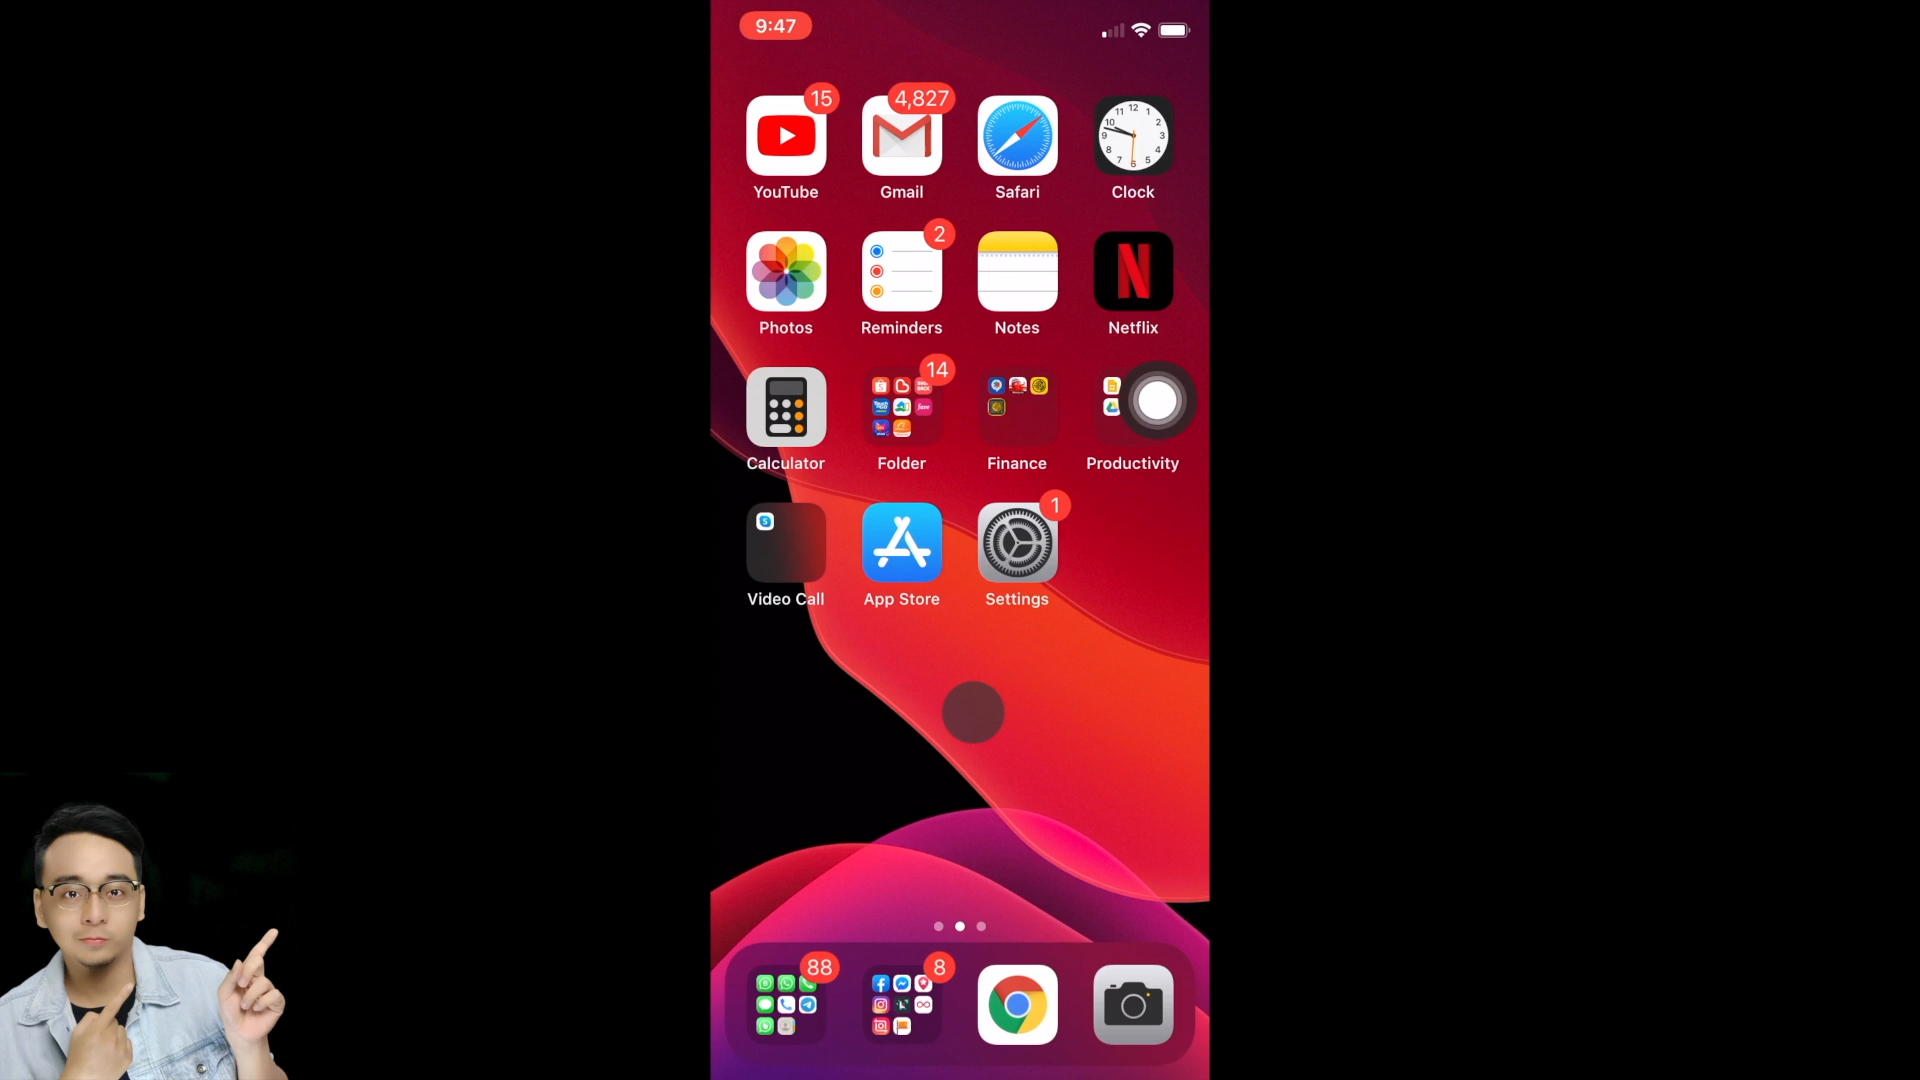 9:47
15
4,827
YouTube
Gmail
Safari
Clock
2
Photos
Reminders
Notes
Netflix
14
Calculator
Folder
Finance
Productivity
1
Video Call
App Store
Settings
88
8